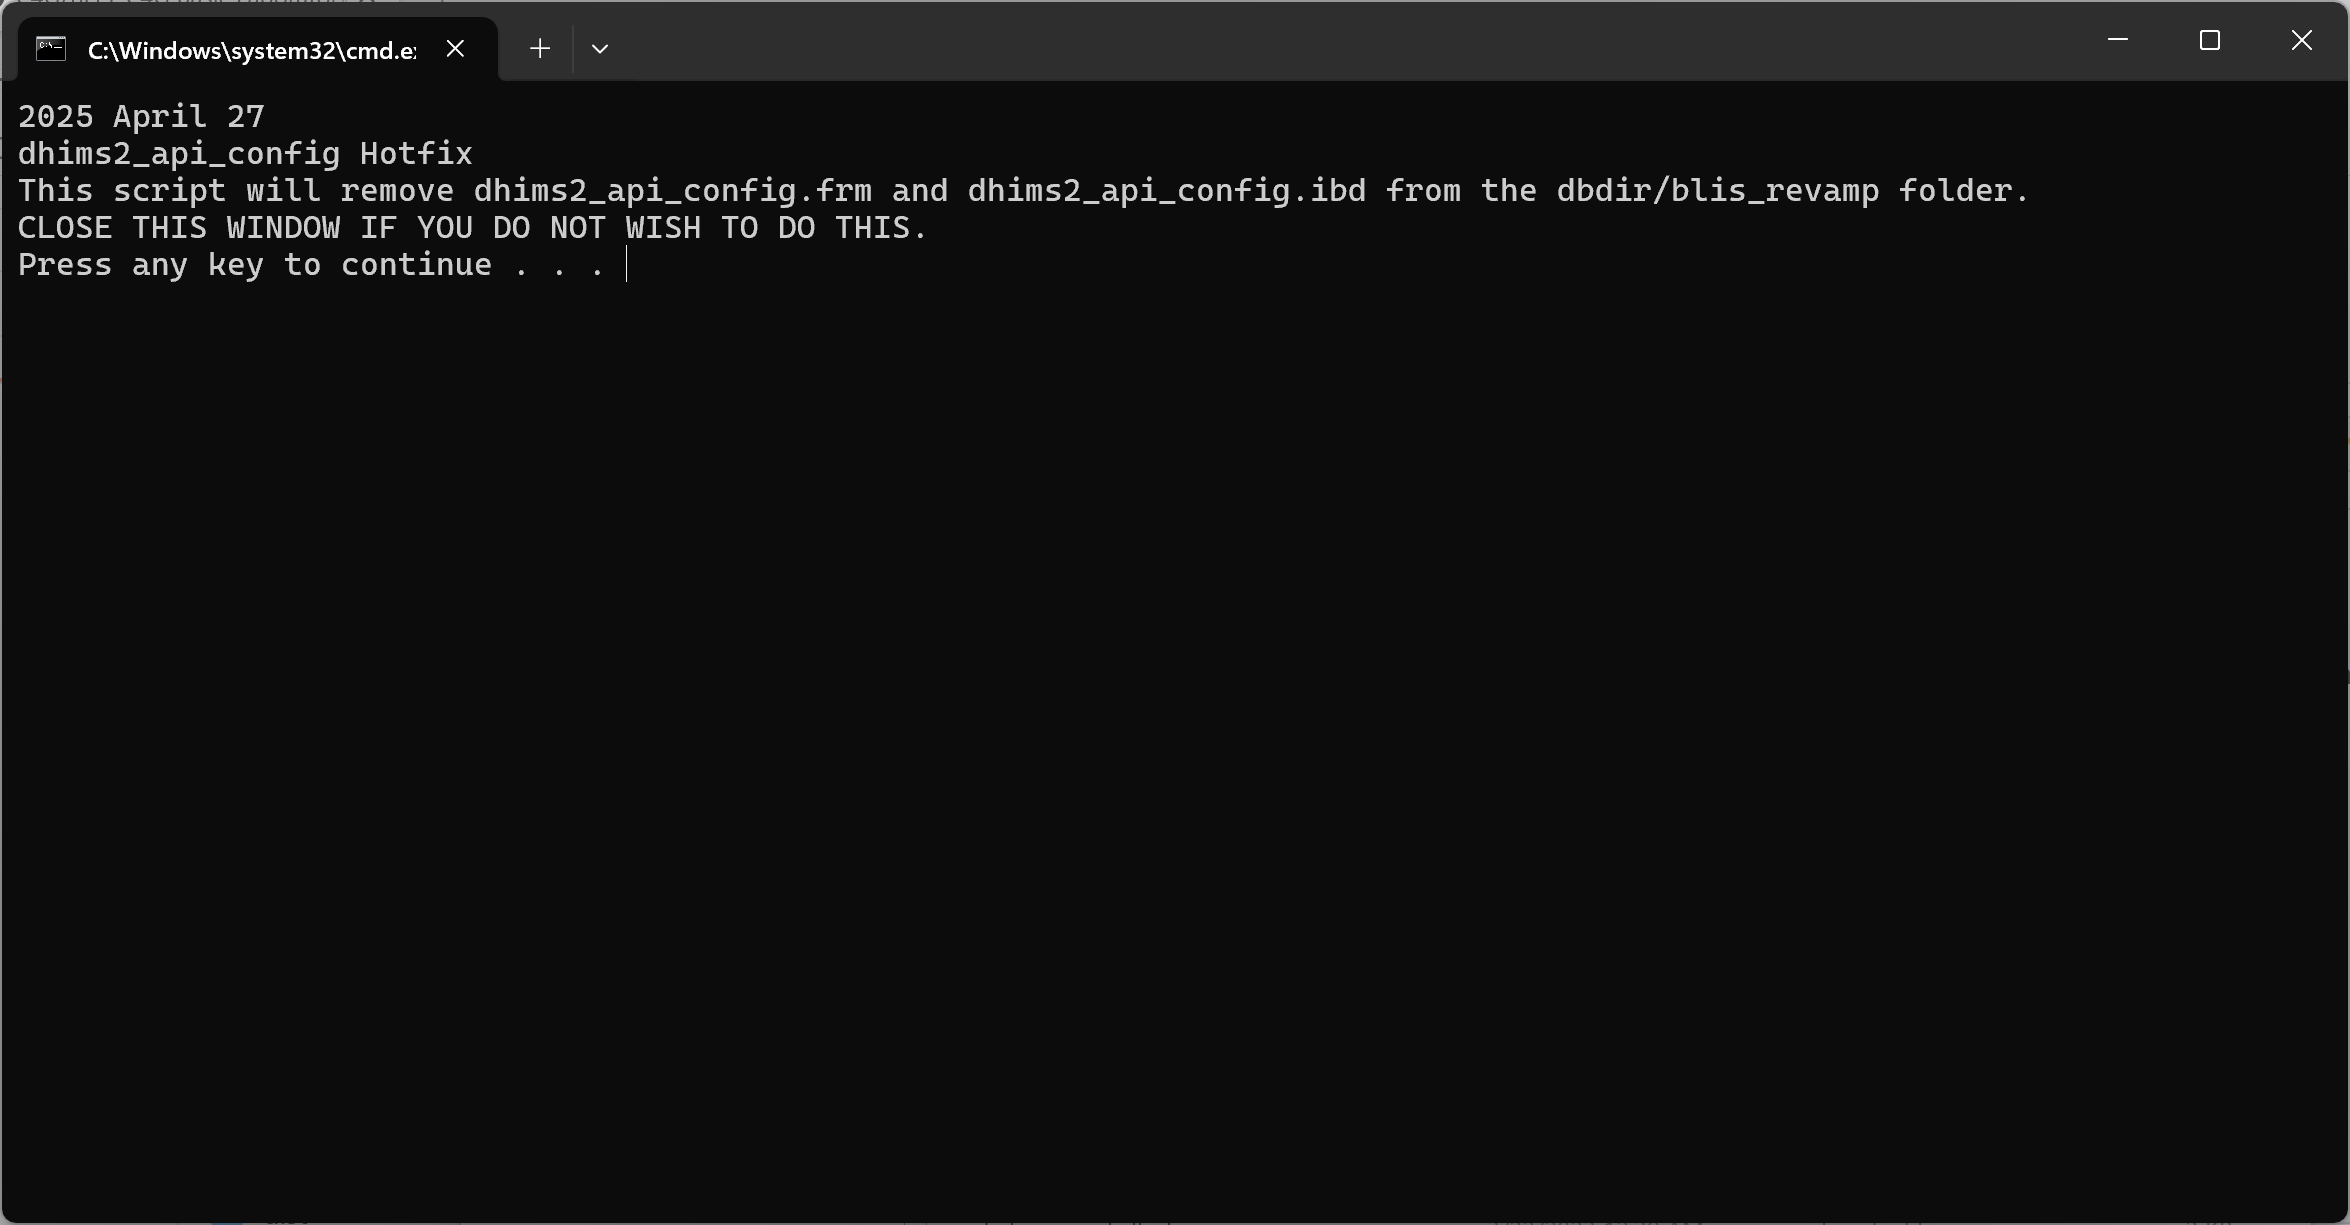 C:\Windows\system32\cmd.e
2025 April 27
dhims2_api_config Hotfix
This script will remove dhims2_api_config.frm and dhims2_api_config.ibd from the dbdir/blis_revamp folder.
CLOSE THIS WINDOW IF YOU DO NOT WISH TO DO THIS.
Press any key to continue . . .